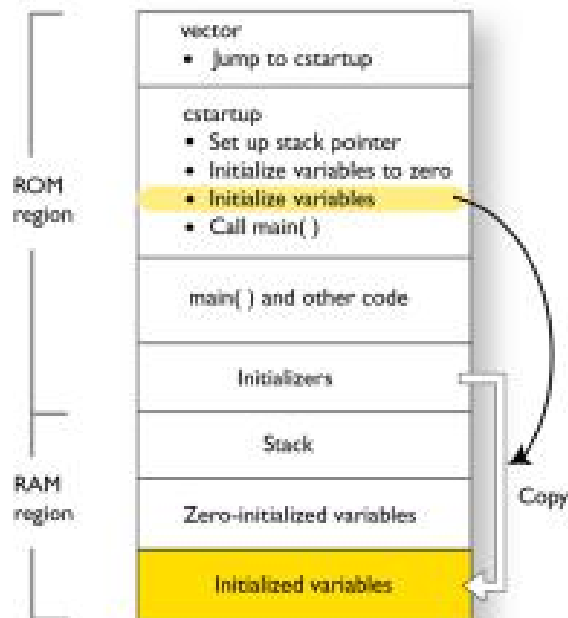 vector
• Jump to cstartup
cstartup
• Set up stack pointer
• Initialize variables to zero
• Initialize variables
• Call main( )
ROM
region
main( ) and other code
Initializers
Stack
RAM
region
Copy
Zero-initialized variables
Initialized variables